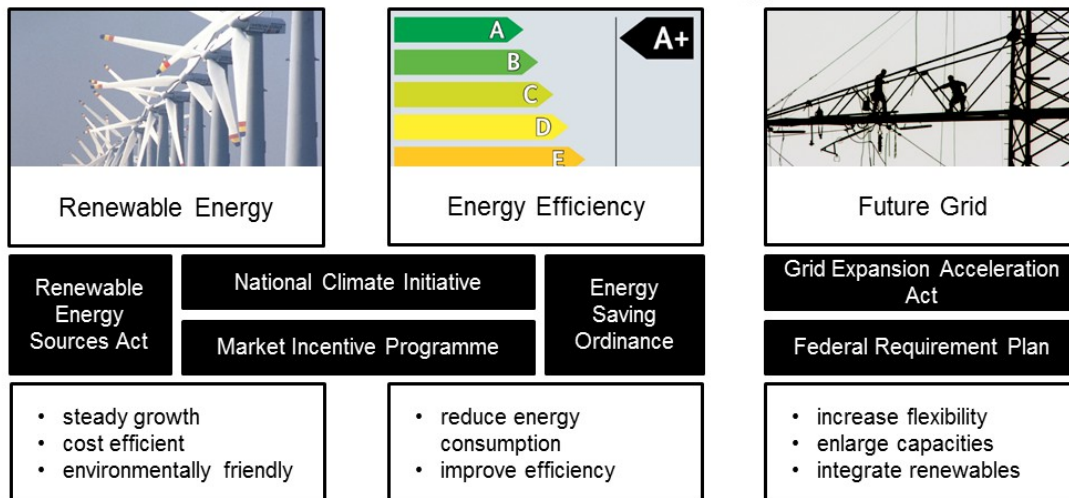 A
B
C
D
E
A+
Renewable Energy
Energy Efficiency
Future Grid
Renewable
Energy
Sources Act
National Climate Initiative
Market Incentive Programme
Energy
Saving
Ordinance
Grid Expansion Acceleration
Act
Federal Requirement Plan
• steady growth
• cost efficient
• environmentally friendly
• reduce energy
consumption
• improve efficiency
• increase flexibility
• enlarge capacities
• integrate renewables